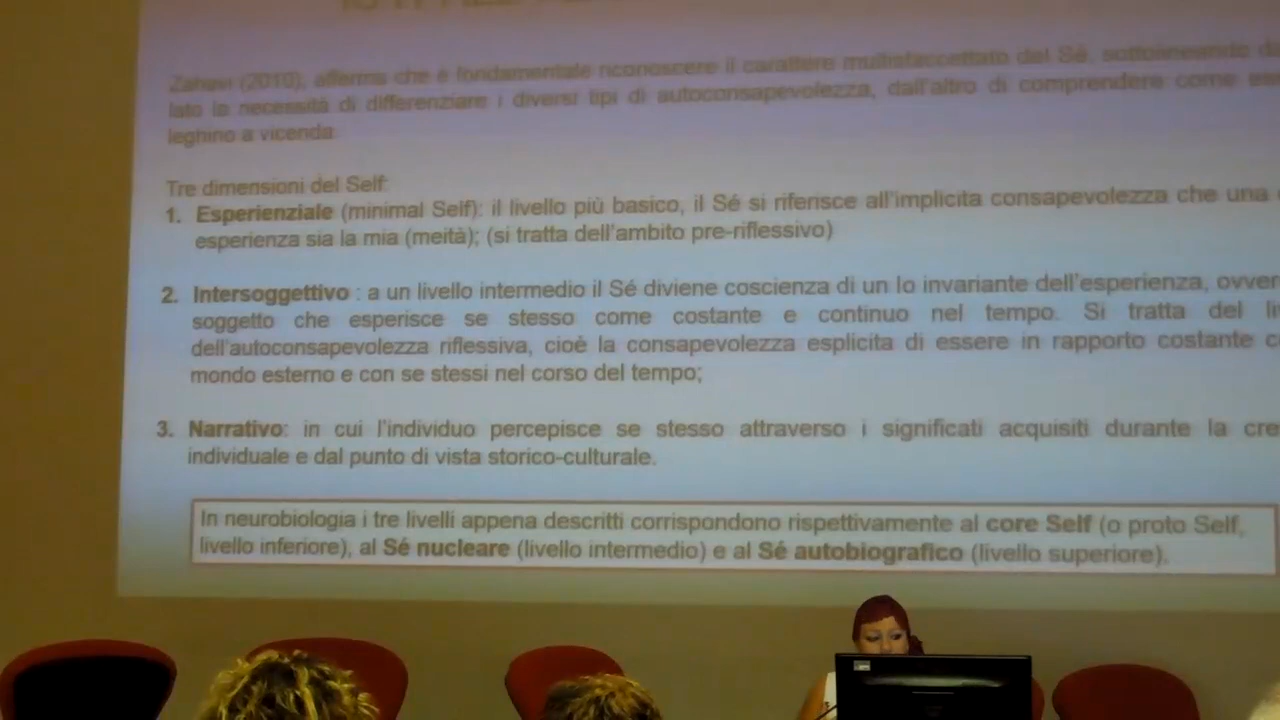 Zahavi (2010), afferma che è fondamentale riconoscere il carattere multisfaccettato del Sé, sottolineando
lato la necessità di differenziare i diversi tipi di autoconsapevolezza, dall'altro di comprendere come
leghino a vicenda.
Tre dimensioni del Self:
1. Esperienziale (minimal Self): il livello più basico, il Sé si riferisce all'implicita consapevolezza che una
esperienza sia la mia (meità); (si tratta dell'ambito pre-riflessivo)
2. Intersoggettivo : a un livello intermedio il Sé diviene coscienza di un Io invariante dell'esperienza, ovver
soggetto che esperisce se stesso come costante e continuo nel tempo. Si tratta del li
dell'autoconsapevolezza riflessiva, cioè la consapevolezza esplicita di essere in rapporto costante c
mondo esterno e con se stessi nel corso del tempo;
3. Narrativo: in cui l'individuo percepisce se stesso attraverso i significati acquisiti durante la cre
individuale e dal punto di vista storico-culturale.
In neurobiologia i tre livelli appena descritti corrispondono rispettivamente al core Self (o proto Self,
livello inferiore), al Sé nucleare (livello intermedio) e al Sé autobiografico (livello superiore).